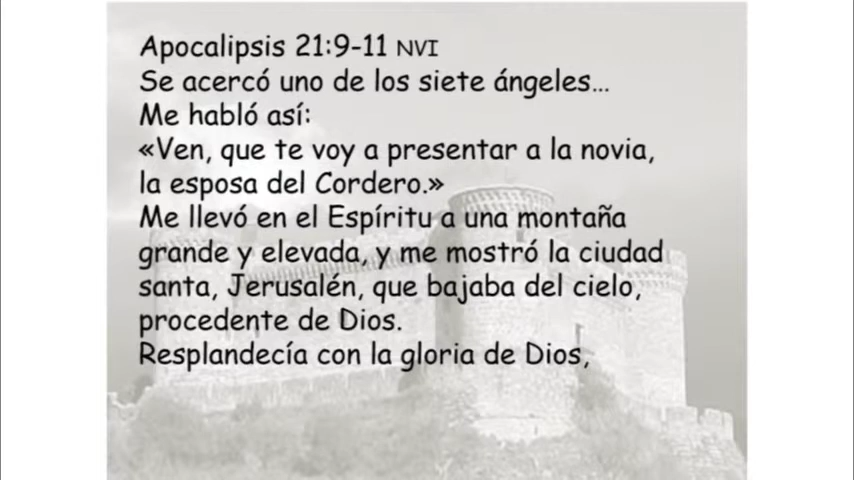 Apocalipsis 21:9-11 NVI
Se acercó uno de los siete ángeles...
Me habló así:
«Ven, que te voy a presentar a la novia,
la esposa del Cordero.»
Me llevó en el Espíritu a una montaña
grande y elevada, y me mostró la ciudad
santa, Jerusalén, que bajaba del cielo,
procedente de Dios.
Resplandecía con la gloria de Dios,